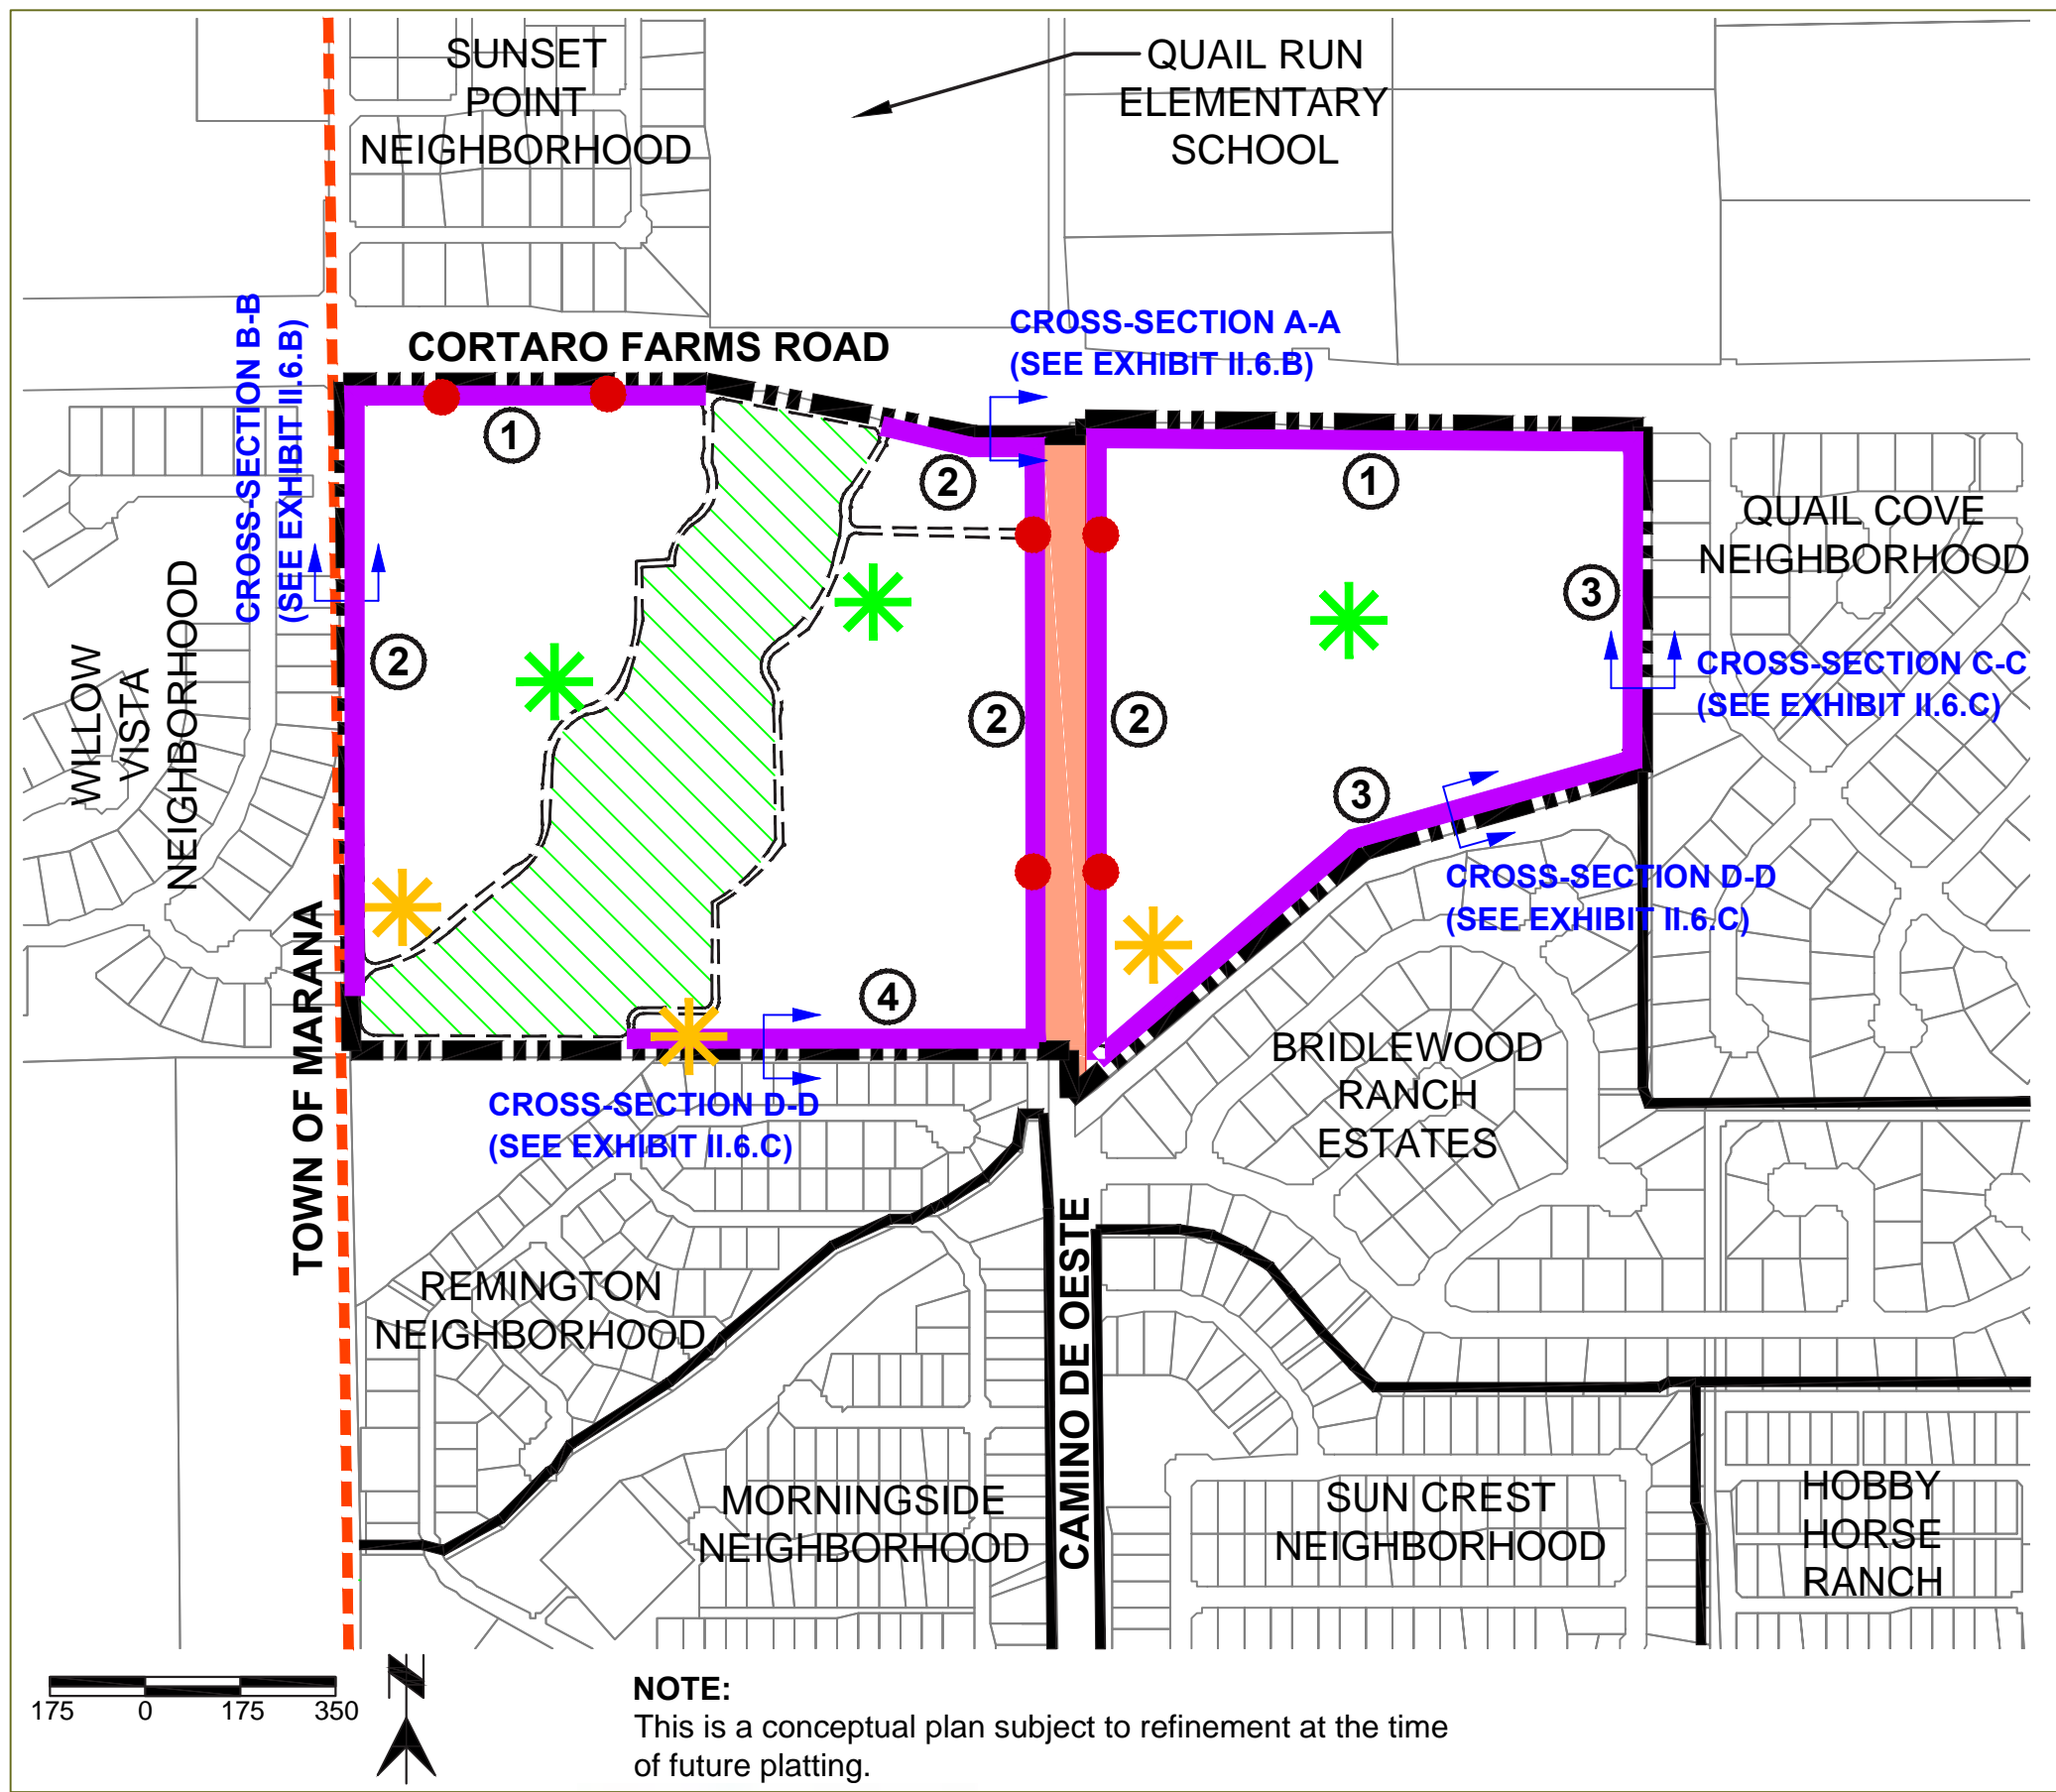 SUNSET
POINT
NEIGHBORHOOD
QUAIL RUN
ELEMENTARY
SCHOOL
CROSS-SECTION B-B
(SEE EXHIBIT III.6.B)
CORTARO FARMS ROAD
CROSS-SECTION A-A
(SEE EXHIBIT II.6.B)
1
2
1
QUAIL COVE
NEIGHBORHOOD
3
WILLOW
VISTA
NEIGHBORHOOD
2
2
2
CROSS-SECTION C-C
(SEE EXHIBIT II.6.C)
3
CROSS-SECTION D-D
(SEE EXHIBIT II.6.C)
TOWN OF MARANA
4
BRIDLEWOOD
RANCH
ESTATES
CROSS-SECTION D-D
(SEE EXHIBIT II.6.C)
REMINGTON
NEIGHBORHOOD
CAMINO DE OESTE
MORNINGSIDE
NEIGHBORHOOD
SUN CREST
NEIGHBORHOOD
HOBBY
HORSE
RANCH
175 0 175 350
N
NOTE:
This is a conceptual plan subject to refinement at the time
of future platting.